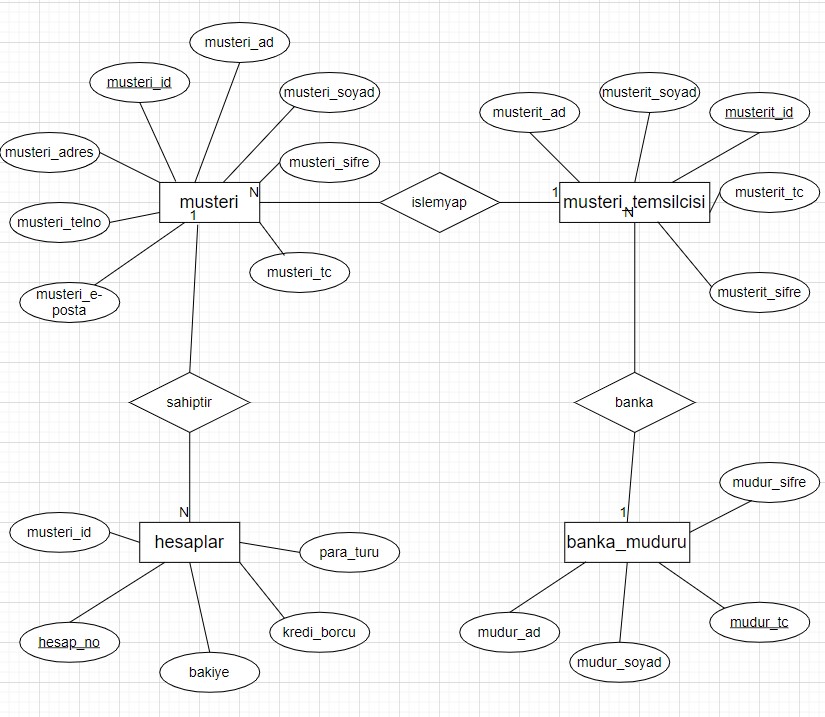 musteri_ad
musteri_id
musteri_soyad
musteri_adres
musteri_sifre
N
musteri
1
musteri_telno
musteri_tc
musteri_e-
posta
islemyap
1
musterit_ad
musterit_soyad
musterit_id
musterit_tc
musteri_temsilcisi
N
musterit_sifre
sahiptir
banka
N
hesaplar
musteri_id
para_turu
hesap_no
bakiye
kredi_borcu
1
banka_muduru
mudur_sifre
mudur_ad
mudur_soyad
mudur_tc